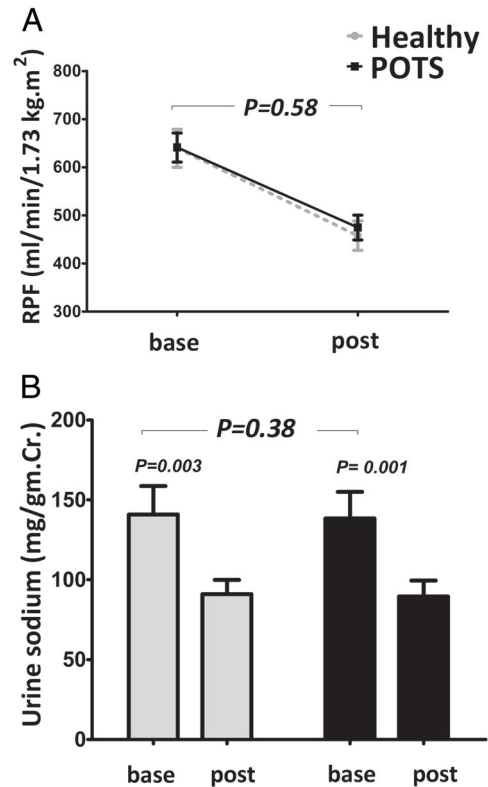 A
Healthy
POTS
RPF (ml/min/1.73 kg.m²)
800
700
600
500
400
300
P=0.58
base post
B
Urine sodium (mg/gm.Cr.)
200
150
100
50
0
P=0.38
P=0.003 P= 0.001
base post base post